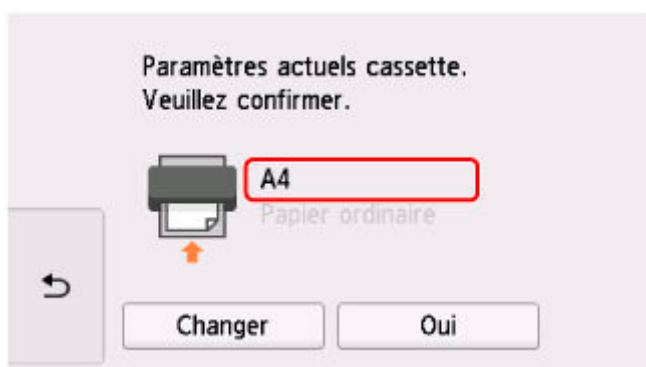 Paramètres actuels cassette.
Veuillez confirmer.
A4
Papier ordinaire
Changer
Oui